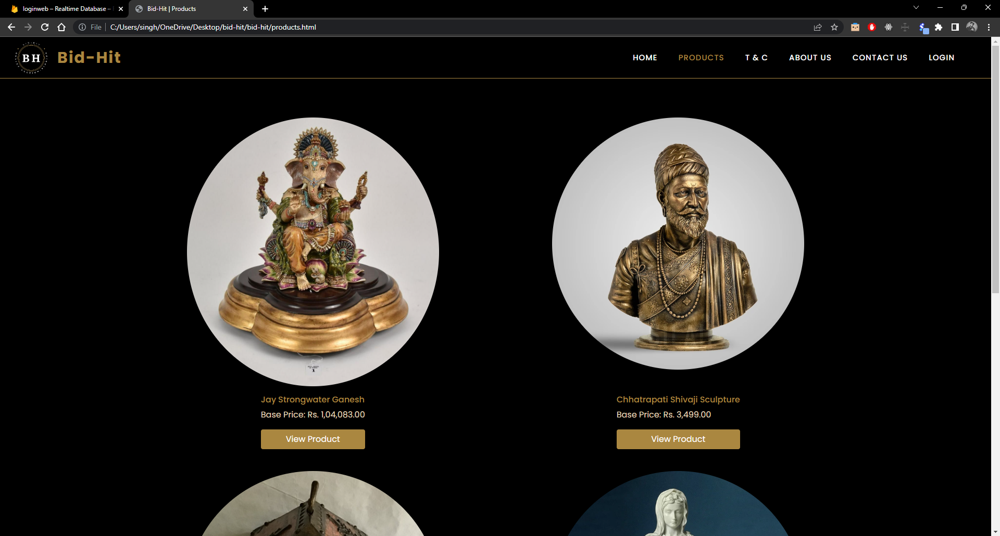 loginweb – Realtime Database –
Bid-Hit | Products
File
C:/Users/singh/OneDrive/Desktop/bid-hit/bid-hit/products.html
BH
Bid-Hit
HOME
PRODUCTS
T & C
ABOUT US
CONTACT US
LOGIN
1
Jay Strongwater Ganesh
Base Price: Rs. 1,04,083.00
View Product
Chhatrapati Shivaji Sculpture
Base Price: Rs. 3,499.00
View Product